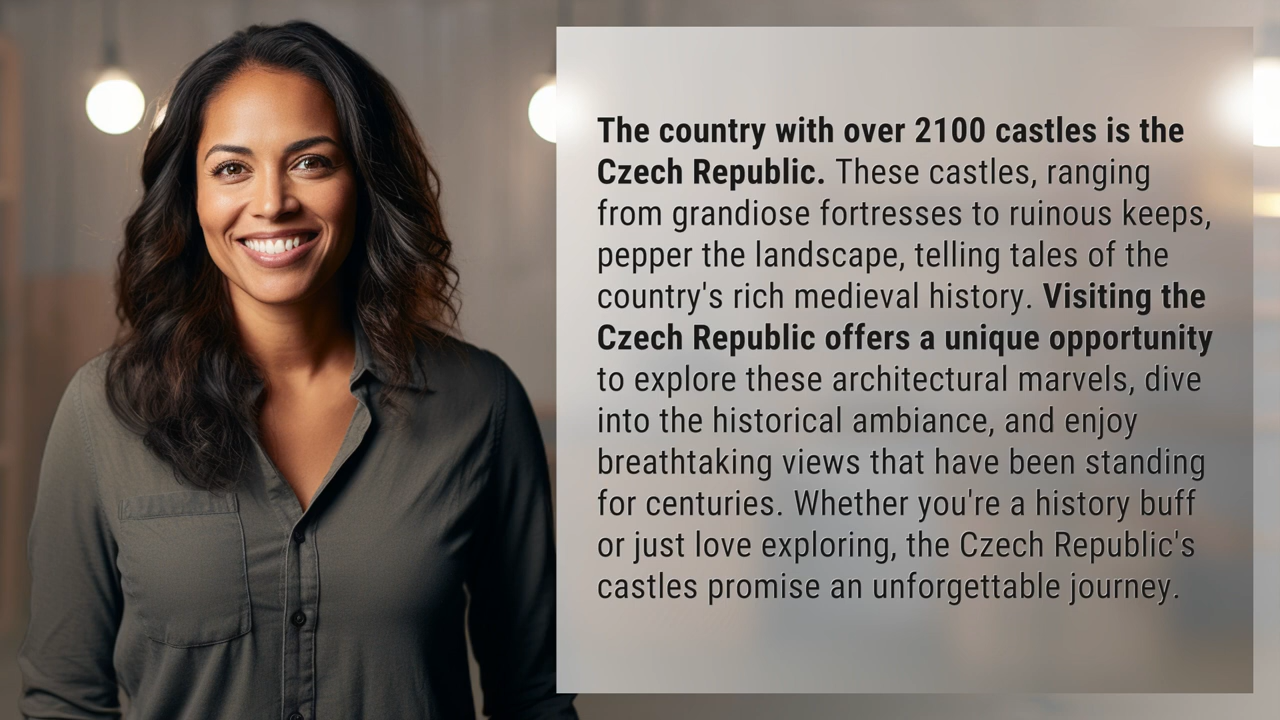 The country with over 2100 castles is the
Czech Republic. These castles, ranging
from grandiose fortresses to ruinous keeps,
pepper the landscape, telling tales of the
country's rich medieval history. Visiting the
Czech Republic offers a unique opportunity
to explore these architectural marvels, dive
into the historical ambiance, and enjoy
breathtaking views that have been standing
for centuries. Whether you're a history buff
or just love exploring, the Czech Republic's
castles promise an unforgettable journey.